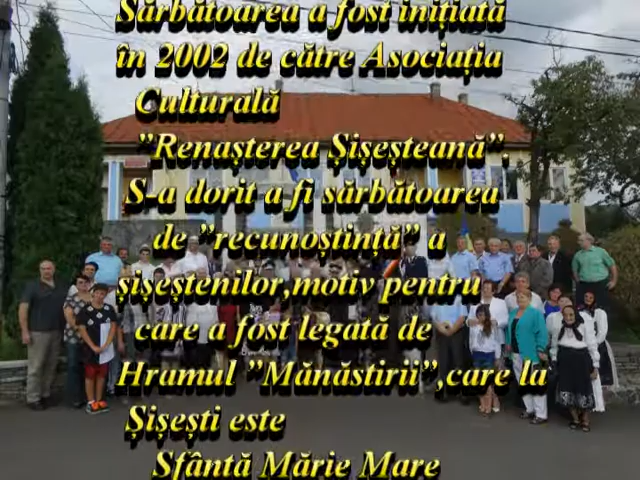 Sărbătoarea a fost inițiată
în 2002 de către Asociația
Culturală
"Renașterea Șișeșteană".
S-a dorit a fi sărbătoarea
de "recunoștință" a
șișeștenilor,motiv pentru
care a fost legată de
Hramul "Mănăstirii",care la
Șișești este
Sfântă Mărie Mare